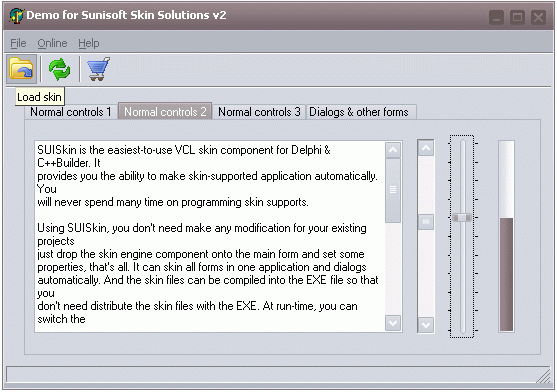 Demo for Sunisoft Skin Solutions v2
File Online Help
Load skin
Normal controls 1 Normal controls 2 Normal controls 3 Dialogs & other forms
SUISkin is the easiest-to-use VCL skin component for Delphi &
C++Builder. It
provides you the ability to make skin-supported application automatically.
You
will never spend many time on programming skin supports.
Using SUISkin, you don't need make any modification for your existing
projects
just drop the skin engine component onto the main form and set some
properties, that's all. It can skin all forms in one application and dialogs
automatically. And the skin files can be compiled into the EXE file so that
you
don't need distribute the skin files with the EXE. At run-time, you can
switch the